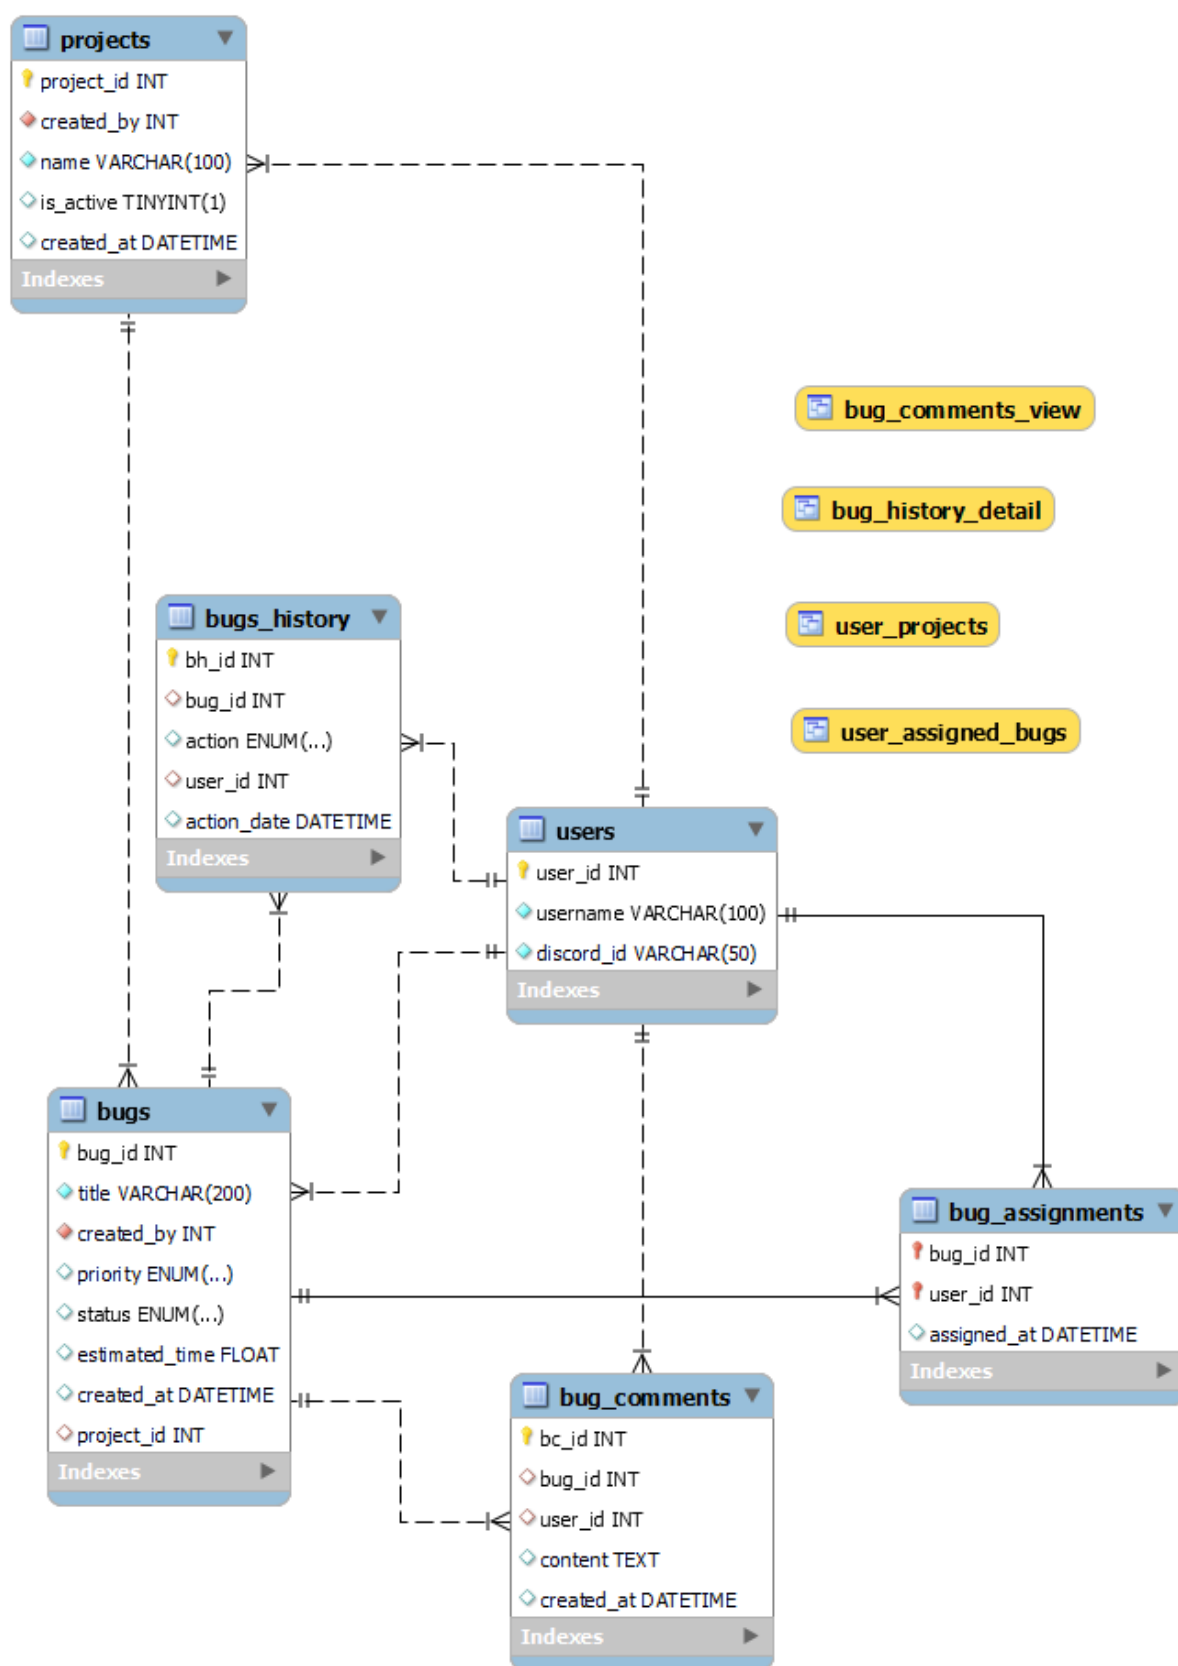 projects
project_id INT
created_by INT
name VARCHAR(100)
is_active TINYINT(1)
created_at DATETIME
Indexes
bug_comments_view
bug_history_detail
user_projects
user_assigned_bugs
bugs_history
bh_id INT
bug_id INT
action ENUM(...)
user_id INT
action_date DATETIME
Indexes
users
user_id INT
username VARCHAR(100)
discord_id VARCHAR(50)
Indexes
bugs
bug_id INT
title VARCHAR(200)
created_by INT
priority ENUM(...)
status ENUM(...)
estimated_time FLOAT
created_at DATETIME
project_id INT
Indexes
bug_assignments
bug_id INT
user_id INT
assigned_at DATETIME
Indexes
bug_comments
bc_id INT
bug_id INT
user_id INT
content TEXT
created_at DATETIME
Indexes